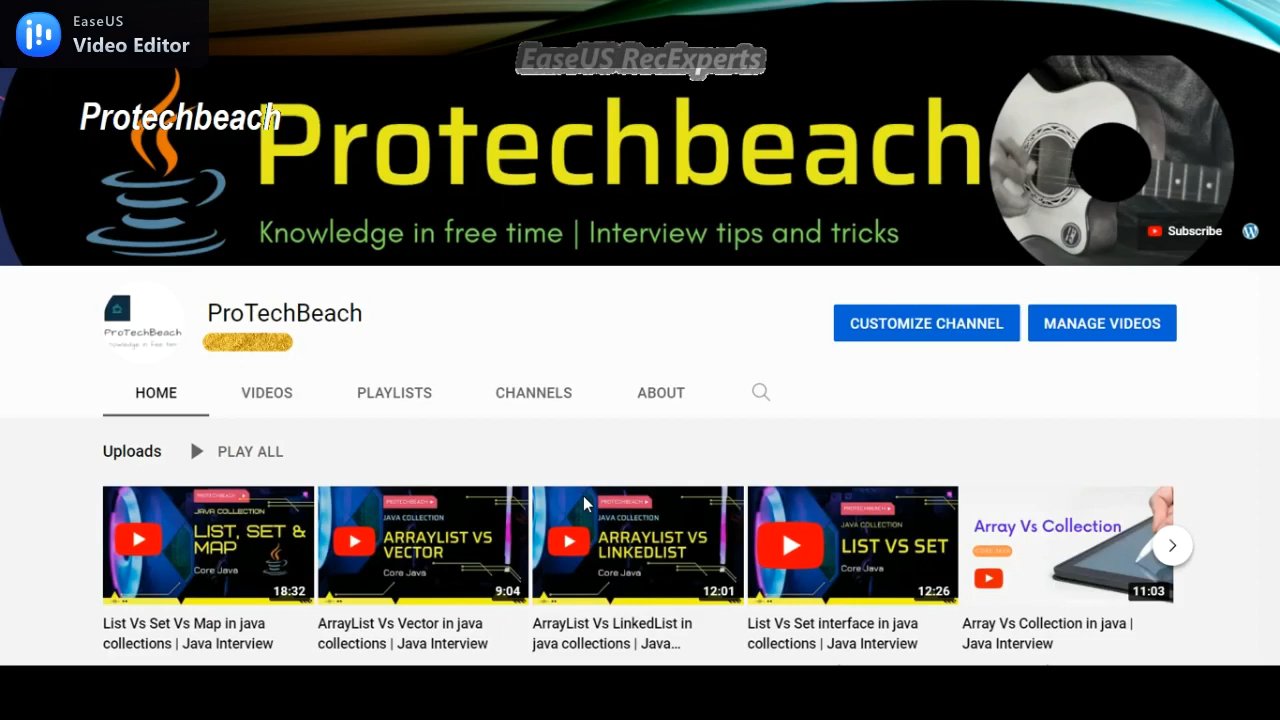 EaseUS
Video Editor
EaseUS RecExperts
Protechbeach
Protechbeach
Knowledge in free time | Interview tips and tricks
Subscribe
ProTechBeach
ProTechBeach
CUSTOMIZE CHANNEL
MANAGE VIDEOS
HOME
VIDEOS
PLAYLISTS
CHANNELS
ABOUT
Uploads
PLAY ALL
PROTECHBEACH
JAVA COLLECTION
LIST, SET &
MAP
Core Java
18:32
PROTECHBEACH
JAVA COLLECTION
ARRAYLIST VS
VECTOR
Core Java
9:04
PROTECHBEACH
JAVA COLLECTION
ARRAYLIST VS
LINKEDLIST
Core Java
12:01
PROTECHBEACH
JAVA COLLECTION
LIST VS SET
Core Java
12:26
Array Vs Collection
11:03
List Vs Set Vs Map in java
collections | Java Interview
ArrayList Vs Vector in java
collections | Java Interview
ArrayList Vs LinkedList in
java collections | Java...
List Vs Set interface in java
collections | Java Interview
Array Vs Collection in java |
Java Interview